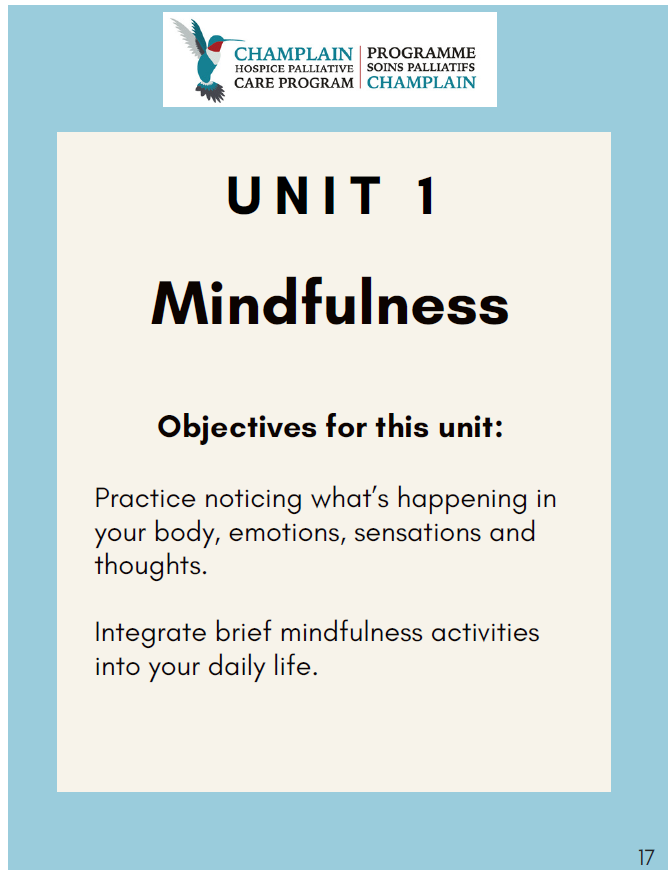 CHAMPLAIN
HOSPICE PALLIATIVE
CARE PROGRAM
PROGRAMME
SOINS PALLIATIFS
CHAMPLAIN
UNIT 1
Mindfulness
Objectives for this unit:
Practice noticing what’s happening in
your body, emotions, sensations and
thoughts.
Integrate brief mindfulness activities
into your daily life.
17